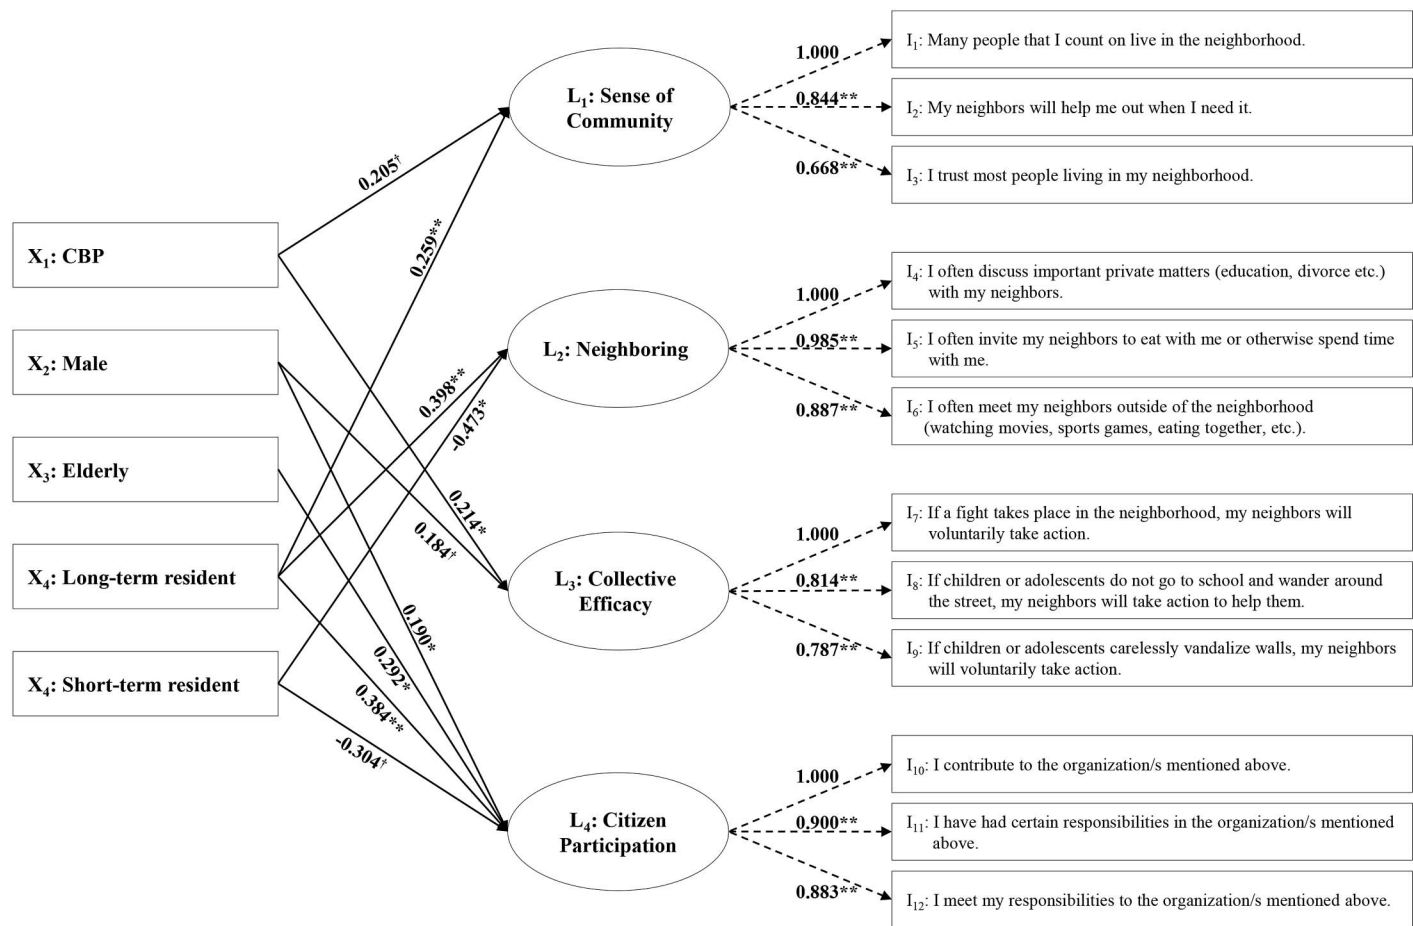 X₁: CBP
X₂: Male
X₃: Elderly
X₄: Long-term resident
X₄: Short-term resident
0.205†
0.259**
0.398**
-0.473*
0.214*
0.184†
0.190*
0.292*
0.384**
-0.304†
L₁: Sense of
Community
L₂: Neighboring
L₃: Collective
Efficacy
L₄: Citizen
Participation
1.000
0.844**
0.668**
1.000
0.985**
0.887**
1.000
0.814**
0.787**
1.000
0.900**
0.883**
I₁: Many people that I count on live in the neighborhood.
I₂: My neighbors will help me out when I need it.
I₃: I trust most people living in my neighborhood.
I₄: I often discuss important private matters (education, divorce etc.)
with my neighbors.
I₅: I often invite my neighbors to eat with me or otherwise spend time
with me.
I₆: I often meet my neighbors outside of the neighborhood
(watching movies, sports games, eating together, etc.).
I₇: If a fight takes place in the neighborhood, my neighbors will
voluntarily take action.
I₈: If children or adolescents do not go to school and wander around
the street, my neighbors will take action to help them.
I₉: If children or adolescents carelessly vandalize walls, my neighbors
will voluntarily take action.
I₁₀: I contribute to the organization/s mentioned above.
I₁₁: I have had certain responsibilities in the organization/s mentioned
above.
I₁₂: I meet my responsibilities to the organization/s mentioned above.